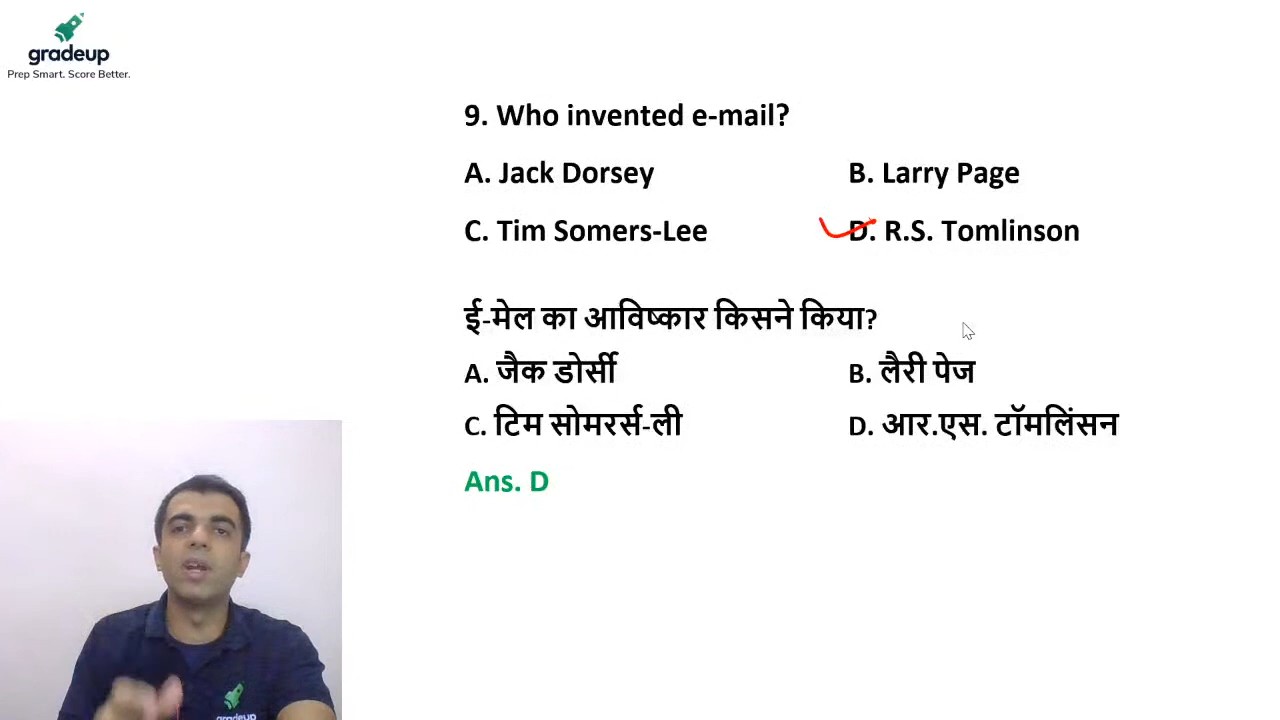 gradeup
Prep Smart. Score Better.
9. Who invented e-mail?
A. Jack Dorsey B. Larry Page
C. Tim Somers-Lee D. R.S. Tomlinson
ई-मेल का आविष्कार किसने किया?
A. जैक डोर्सी B. लैरी पेज
C. टिम सोमरर्स-ली D. आर.एस. टॉमलिंसन
Ans. D
gradeup